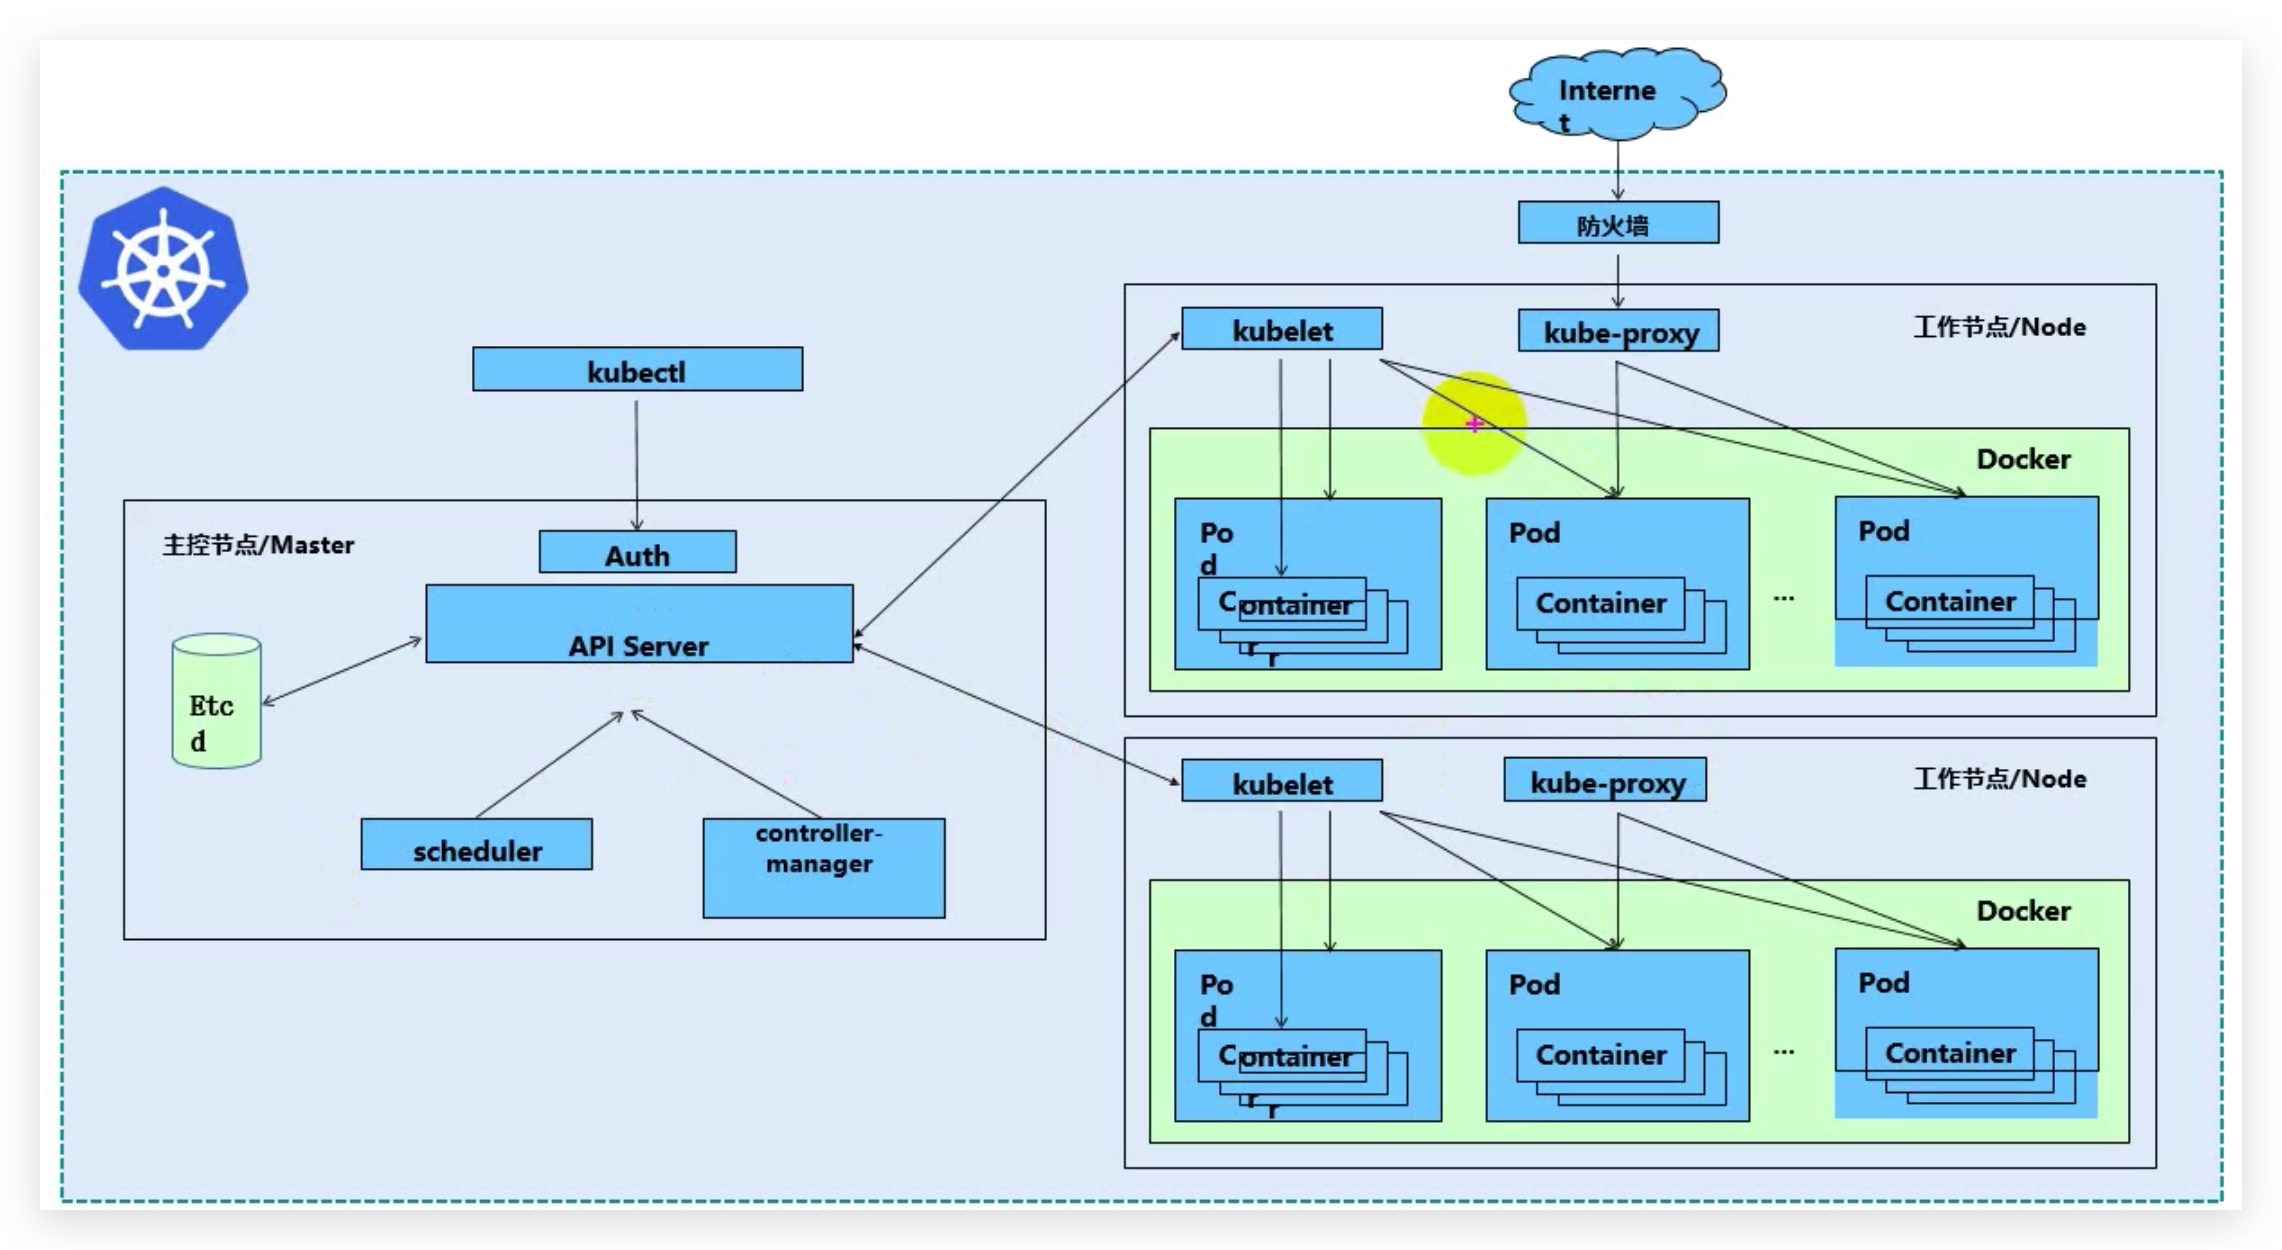 Interne
t
防火墙
kubelet
kube-proxy
工作节点/Node
kubectl
Docker
主控节点/Master
Auth
Po
d
Pod
Pod
Container
r
r
Container
...
Container
API Server
Etc
d
kubelet
kube-proxy
工作节点/Node
scheduler
controller-
manager
Docker
Po
d
Pod
Pod
Container
r
r
Container
...
Container